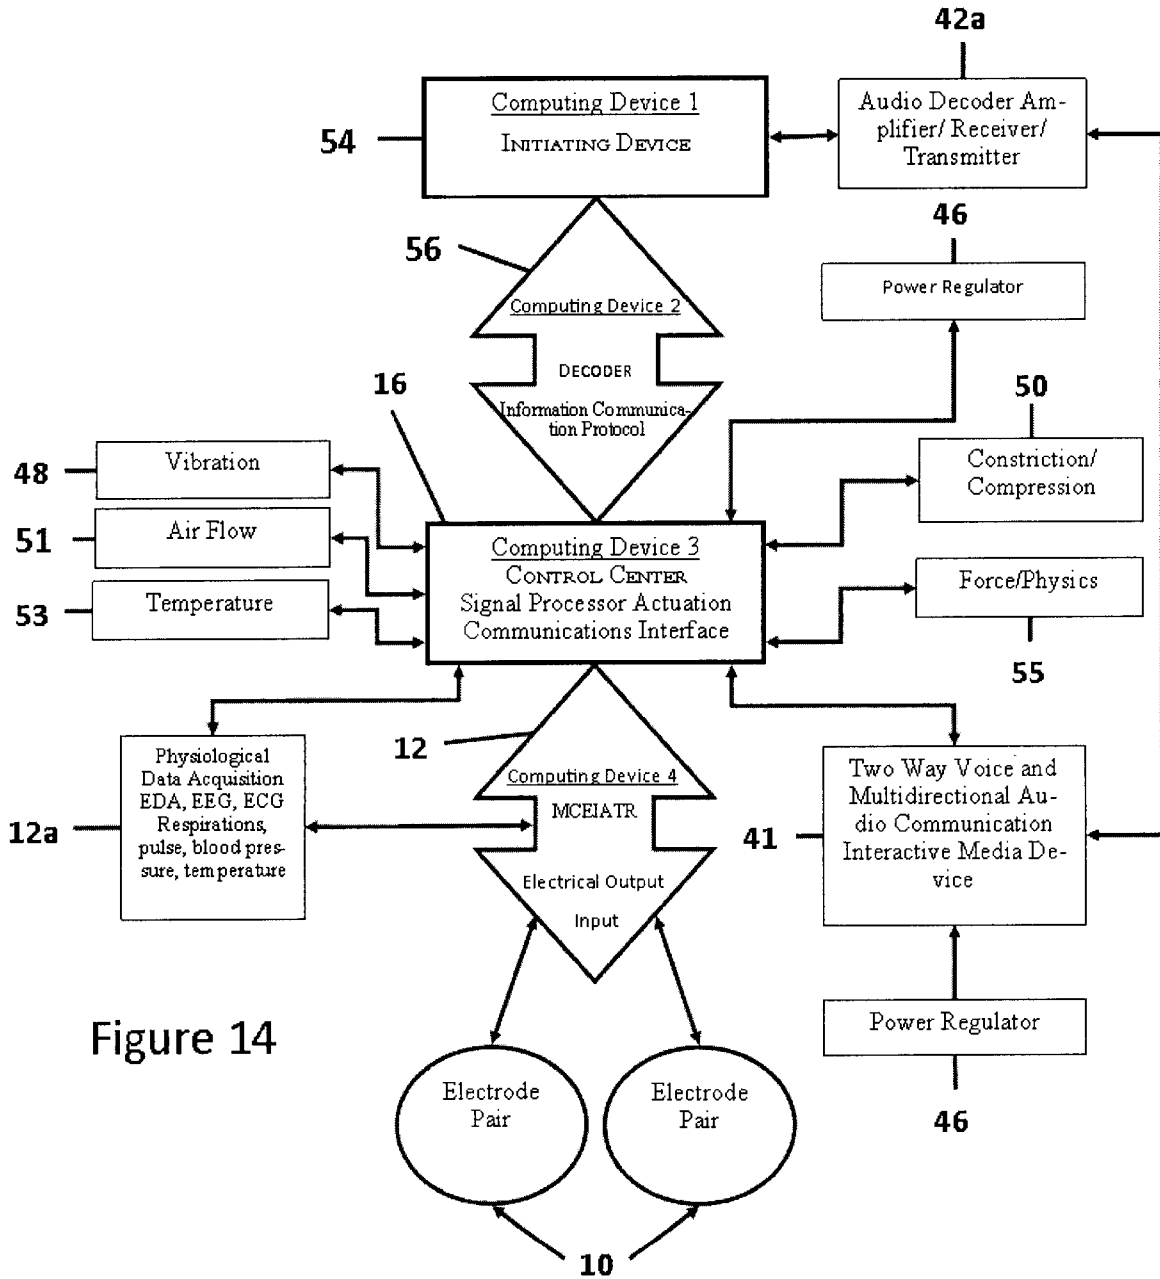 42a
Computing Device 1
INITIATING DEVICE
54
Audio Decoder Am-
plifier/ Receiver/
Transmitter
46
56
Power Regulator
Computing Device 2
DECODER
Information Communica-
tion Protocol
16
50
48
Vibration
Constriction/
Compression
51
Air Flow
Computing Device 3
CONTROL CENTER
Signal Processor Actuation
Communications Interface
53
Temperature
Force/Physics
55
12
Physiological
Data Acquisition
EDA, EEG, ECG
Respirations,
pulse, blood pres-
sure, temperature
12a
Computing Device 4
MCEIATR
Electrical Output
Input
Two Way Voice and
Multidirectional Au-
dio Communication
Interactive Media De-
vice
41
Figure 14
Power Regulator
46
Electrode
Pair
Electrode
Pair
10